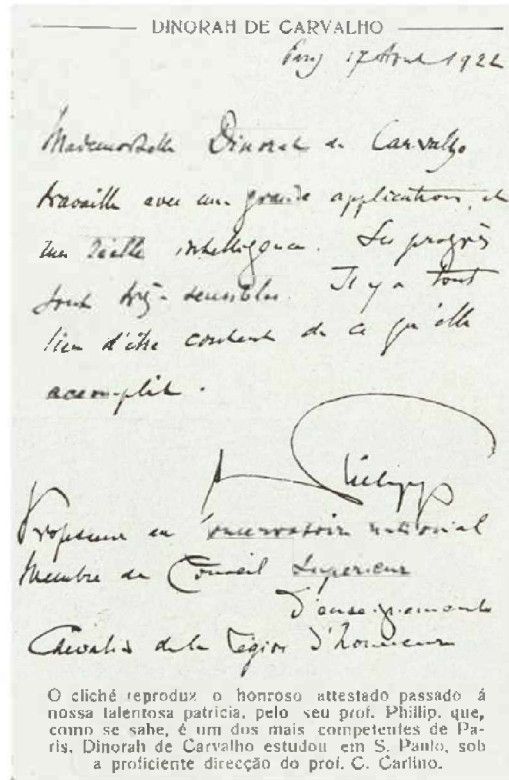 DINORAH DE CARVALHO
17 1922
Mademoiselle Dinorah de Carvalho
travaille avec une grande application, et
une réelle intelligence. Ses progrès
sont très sensibles. Il y a tout
lieu d'être content de ce qu'elle
accomplit.
Philipp
Professeur au Conservatoire national
Membre du Conseil Supérieur
d'enseignement
Chevalier de la Légion d'honneur
O cliché reproduz o honroso attestado passado á
nossa talentosa patricia, pelo seu prof. Phillip, que,
como se sabe, é um dos mais competentes de Pa-
ris. Dinorah de Carvalho estudou em S. Paulo, sob
a proficiente direcção do prof. C. Carlino.